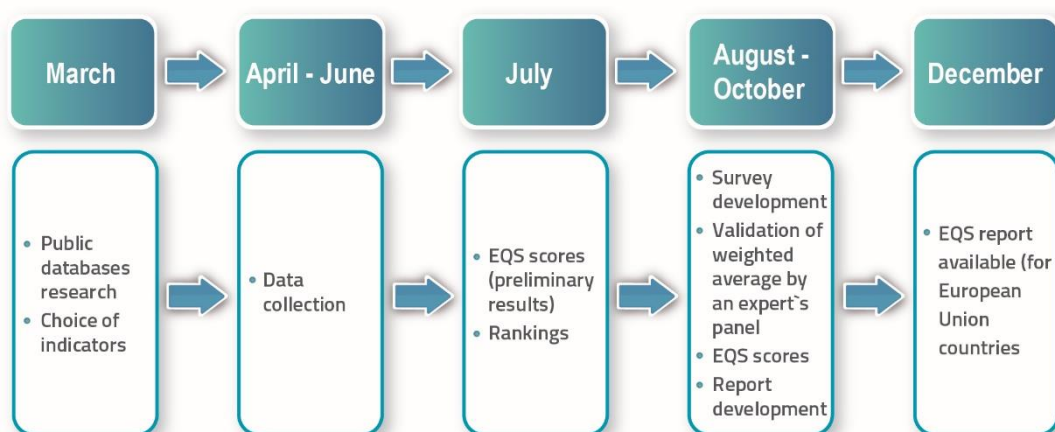 March
April - June
July
August -
October
December
• Public
databases
research
• Choice of
indicators
• Data
collection
• EQS scores
(preliminary
results)
• Rankings
• Survey
development
• Validation of
weighted
average by
an expert`s
panel
• EQS scores
• Report
development
• EQS report
available (for
European
Union
countries